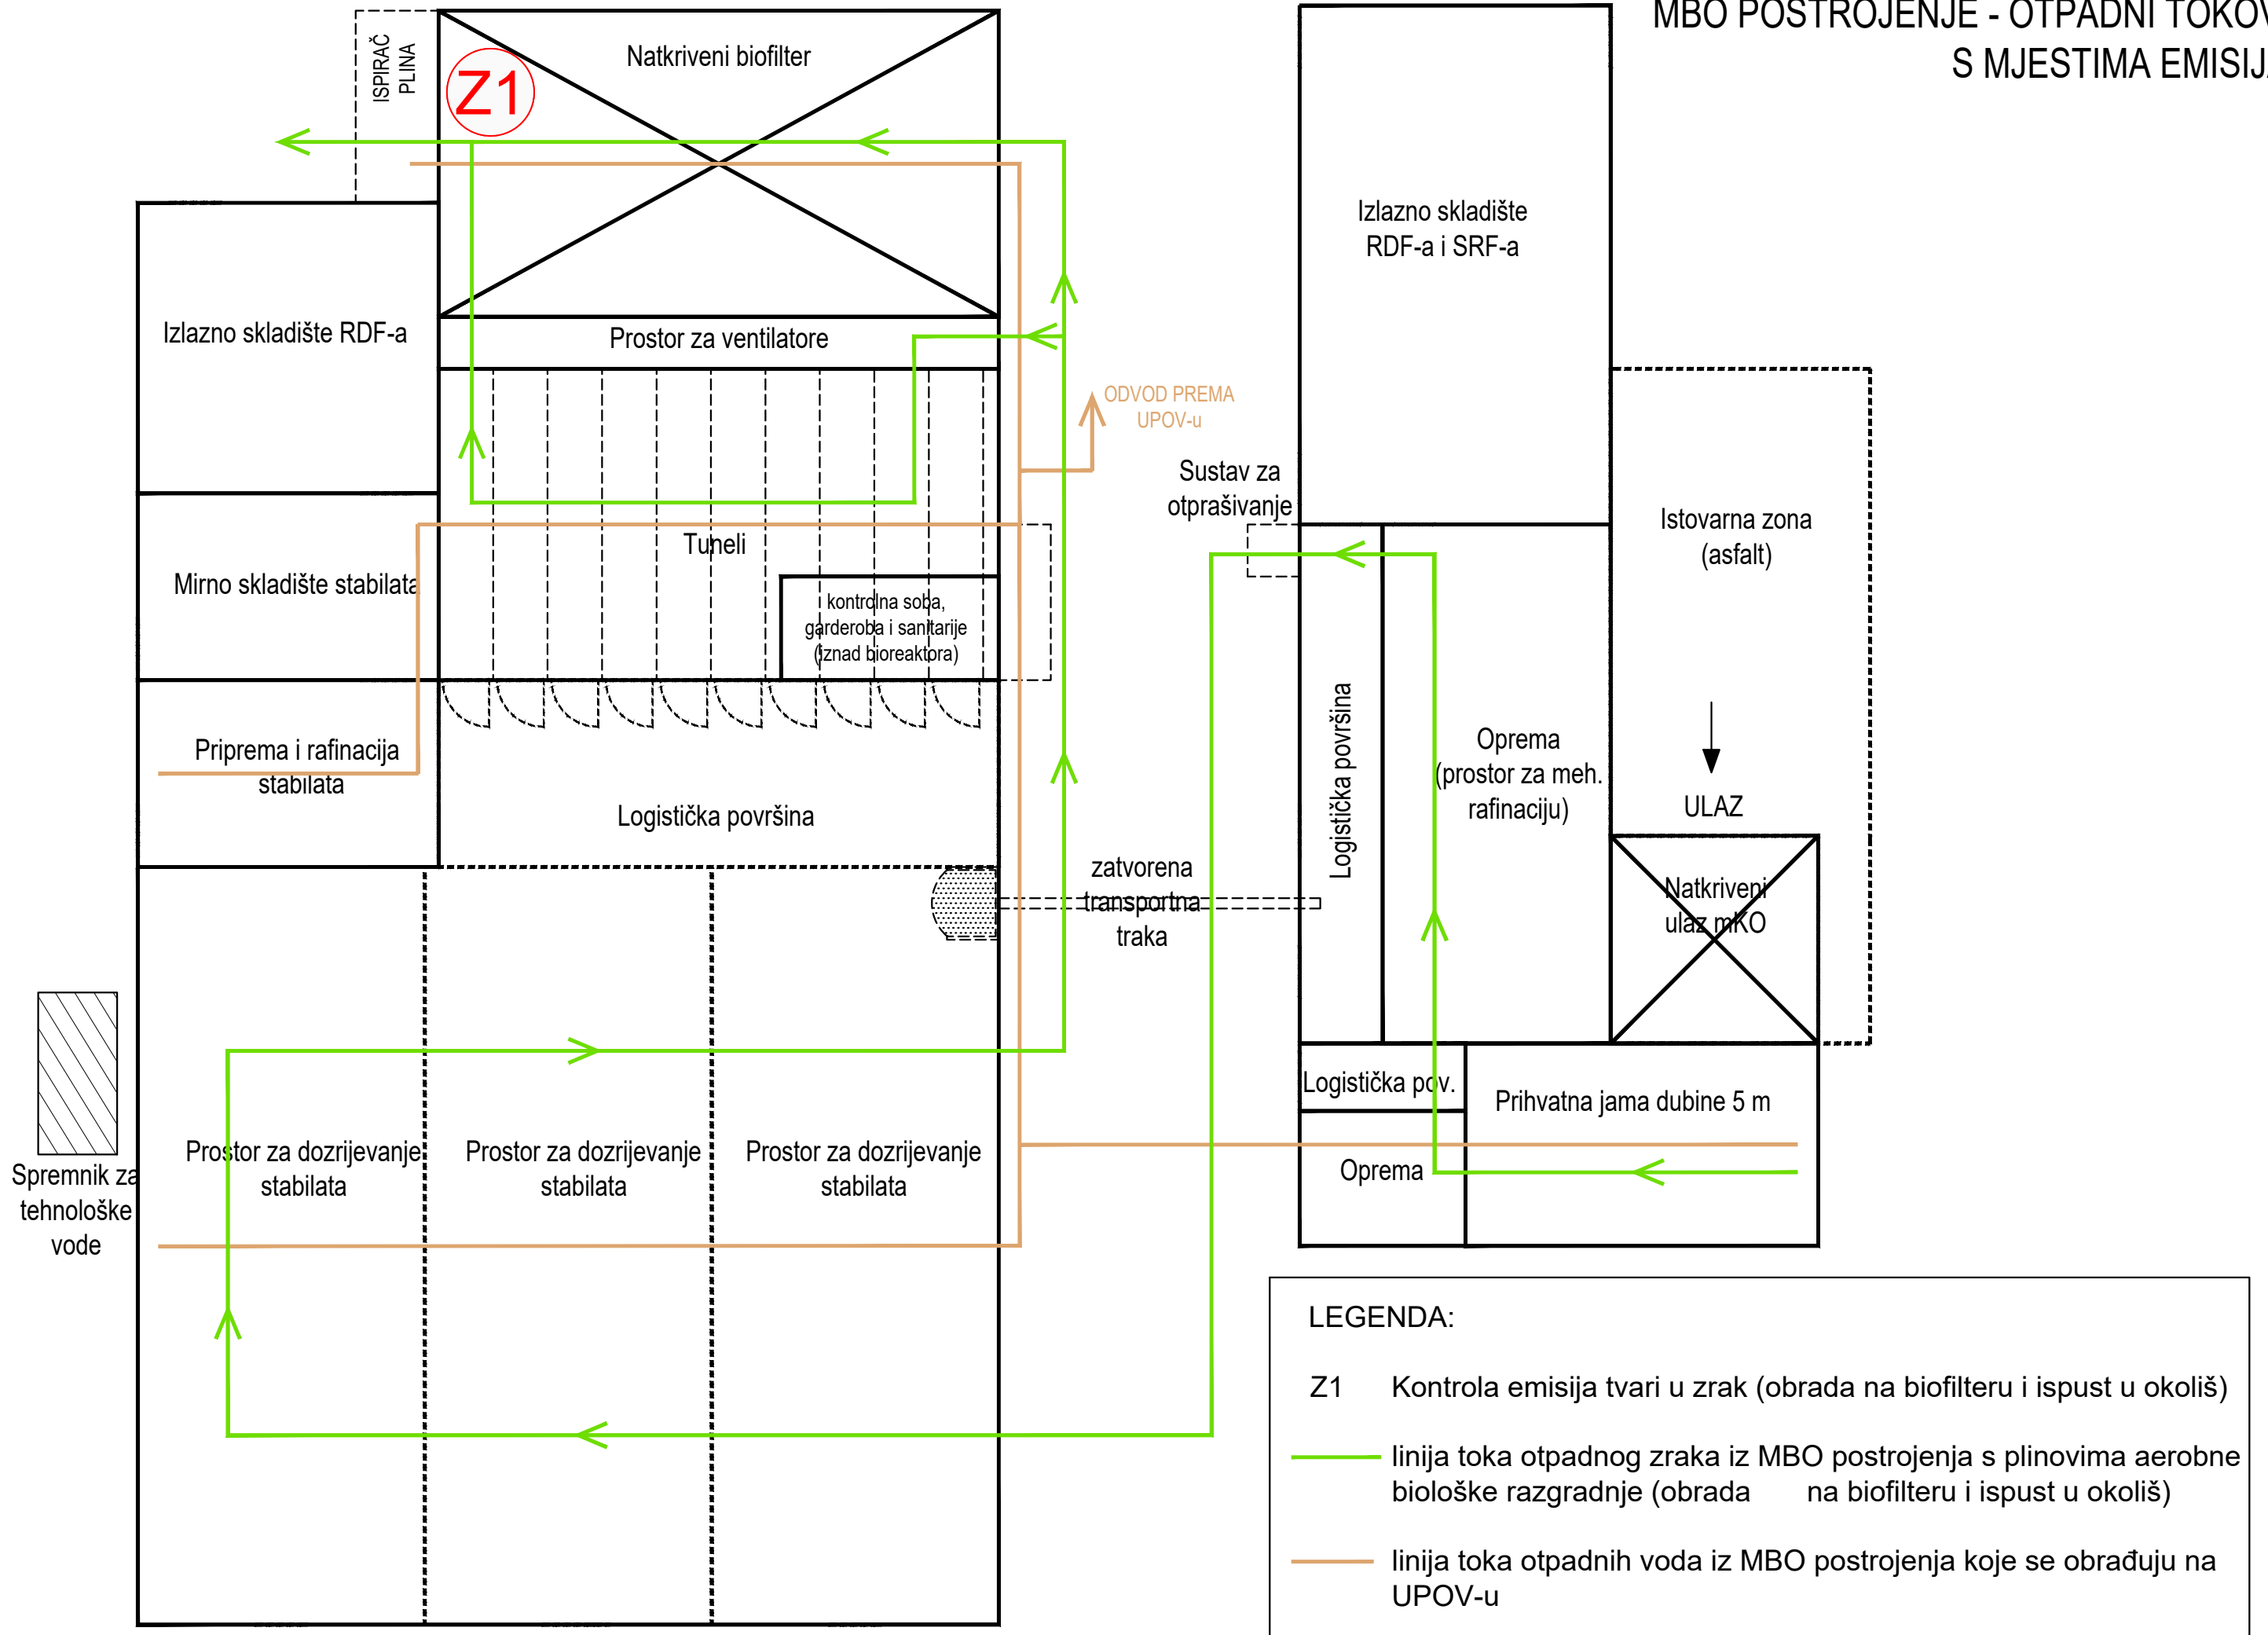 MBO POSTROJENJE - OTPADNI TOKOV
S MJESTIMA EMISIJA
ISPIRAČ
PLINA
Z1
Natkriveni biofilter
Izlazno skladište RDF-a
Prostor za ventilatore
ODVOD PREMA
UPOV-u
Tuneli
Mirno skladište stabilata
kontrolna soba,
garderoba i sanitarije
(iznad bioreaktora)
Priprema i rafinacija
stabilata
Logistička površina
zatvorena
transportna
traka
Prostor za dozrijevanje
stabilata
Prostor za dozrijevanje
stabilata
Prostor za dozrijevanje
stabilata
Spremnik za
tehnološke
vode
Izlazno skladište
RDF-a i SRF-a
Sustav za
otprašivanje
Istovarna zona
(asfalt)
Logistička površina
Oprema
(prostor za meh.
rafinaciju)
ULAZ
Natkriveni
ulaz mKO
Logistička pov.
Prihvatna jama dubine 5 m
Oprema
LEGENDA:
Z1 Kontrola emisija tvari u zrak (obrada na biofilteru i ispust u okoliš)
linija toka otpadnog zraka iz MBO postrojenja s plinovima aerobne
biološke razgradnje (obrada na biofilteru i ispust u okoliš)
linija toka otpadnih voda iz MBO postrojenja koje se obrađuju na
UPOV-u